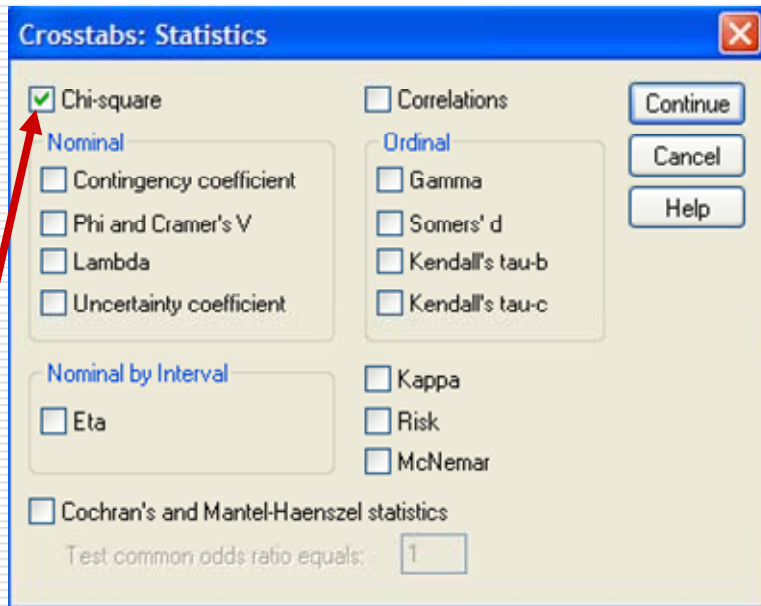 Crosstabs: Statistics
Chi-square
Correlations
Continue
Nominal
Ordinal
Cancel
Contingency coefficient
Gamma
Help
Phi and Cramer's V
Somers' d
Lambda
Kendall's tau-b
Uncertainty coefficient
Kendall's tau-c
Nominal by Interval
Kappa
Eta
Risk
McNemar
Cochran's and Mantel-Haenszel statistics
Test common odds ratio equals: 1